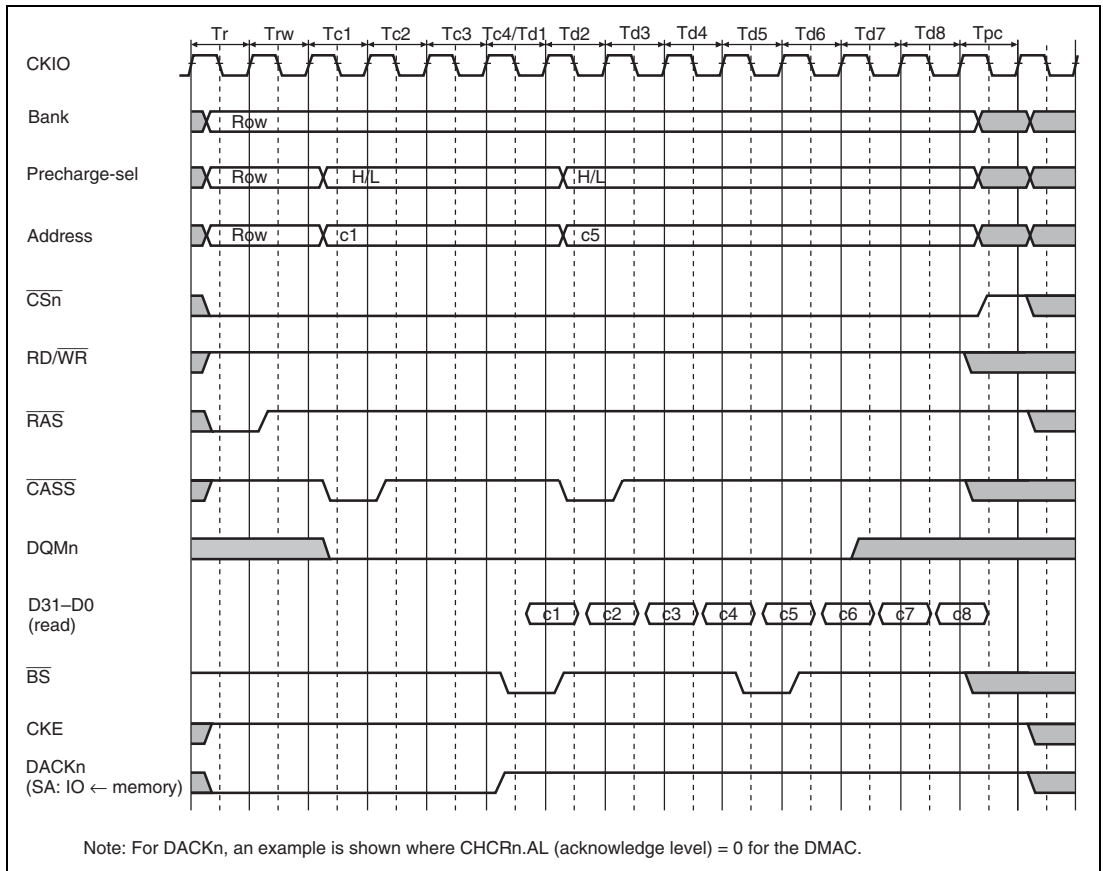 Tr Trw Tc1 Tc2 Tc3 Tc4/Td1 Td2 Td3 Td4 Td5 Td6 Td7 Td8 Tpc
CKIO
Bank
Row
Precharge-sel
Row H/L H/L
Address
Row c1 c5
CSn
RD/WR
RAS
CASS
DQMn
D31–D0
(read)
c1 c2 c3 c4 c5 c6 c7 c8
BS
CKE
DACKn
(SA: IO ← memory)
Note: For DACKn, an example is shown where CHCRn.AL (acknowledge level) = 0 for the DMAC.